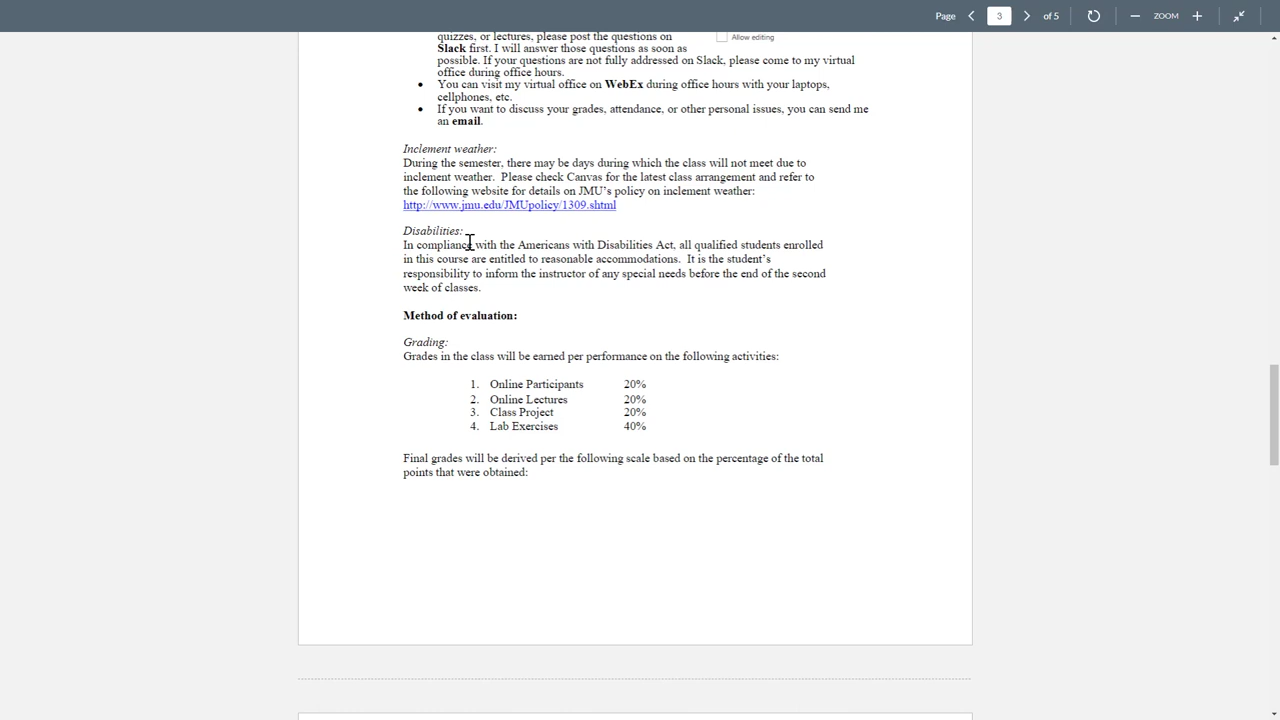 Page 3 of 5 ZOOM
quizzes, or lectures, please post the questions on
Allow editing
Slack first. I will answer those questions as soon as
possible. If your questions are not fully addressed on Slack, please come to my virtual
office during office hours.
• You can visit my virtual office on WebEx during office hours with your laptops,
cellphones, etc.
• If you want to discuss your grades, attendance, or other personal issues, you can send me
an email.
Inclement weather:
During the semester, there may be days during which the class will not meet due to
inclement weather.  Please check Canvas for the latest class arrangement and refer to
the following website for details on JMU's policy on inclement weather:
http://www.jmu.edu/JMUpolicy/1309.shtml
Disabilities:
In compliance with the Americans with Disabilities Act, all qualified students enrolled
in this course are entitled to reasonable accommodations.  It is the student's
responsibility to inform the instructor of any special needs before the end of the second
week of classes.
Method of evaluation:
Grading:
Grades in the class will be earned per performance on the following activities:
1. Online Participants 20%
2. Online Lectures 20%
3. Class Project 20%
4. Lab Exercises 40%
Final grades will be derived per the following scale based on the percentage of the total
points that were obtained: